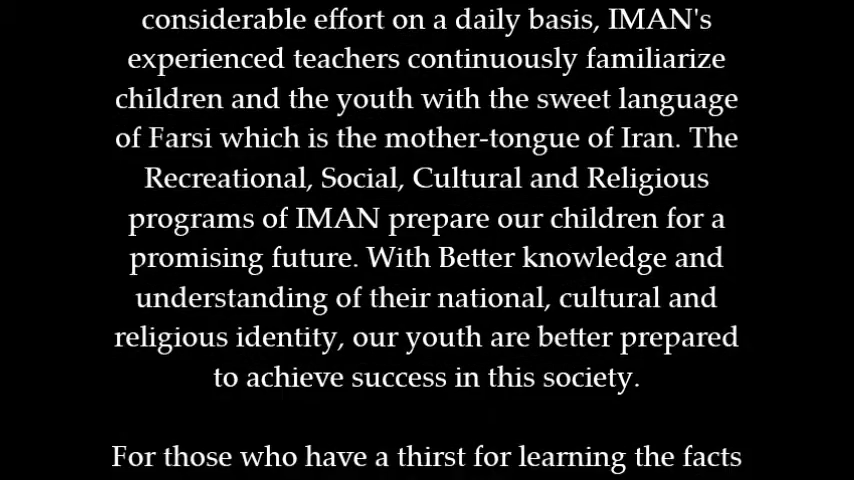 considerable effort on a daily basis, IMAN's
experienced teachers continuously familiarize
children and the youth with the sweet language
of Farsi which is the mother-tongue of Iran. The
Recreational, Social, Cultural and Religious
programs of IMAN prepare our children for a
promising future. With Better knowledge and
understanding of their national, cultural and
religious identity, our youth are better prepared
to achieve success in this society.
For those who have a thirst for learning the facts